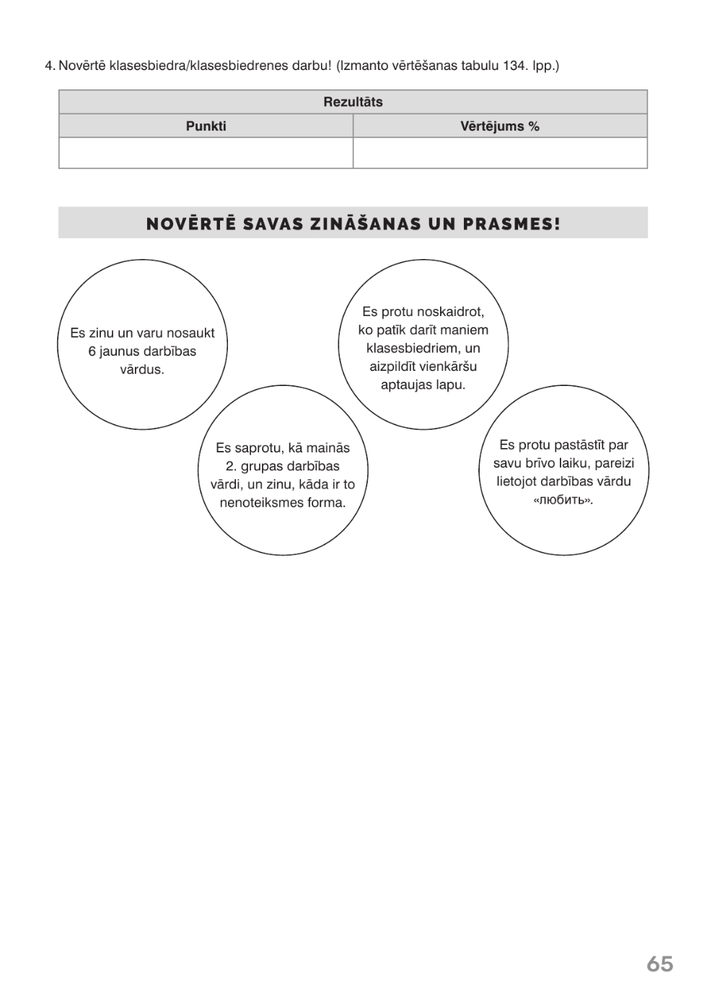 4. Novērtē klasesbiedra/klasesbiedrenes darbu! (Izmanto vērtēšanas tabulu 134. lpp.)
Rezultāts
Punkti Vērtējums %
NOVĒRTĒ SAVAS ZINĀŠANAS UN PRASMES!
Es zinu un varu nosaukt
6 jaunus darbības
vārdus.
Es protu noskaidrot,
ko patīk darīt maniem
klasesbiedriem, un
aizpildīt vienkāršu
aptaujas lapu.
Es saprotu, kā mainās
2. grupas darbības
vārdi, un zinu, kāda ir to
nenoteiksmes forma.
Es protu pastāstīt par
savu brīvo laiku, pareizi
lietojot darbības vārdu
«любить».
65